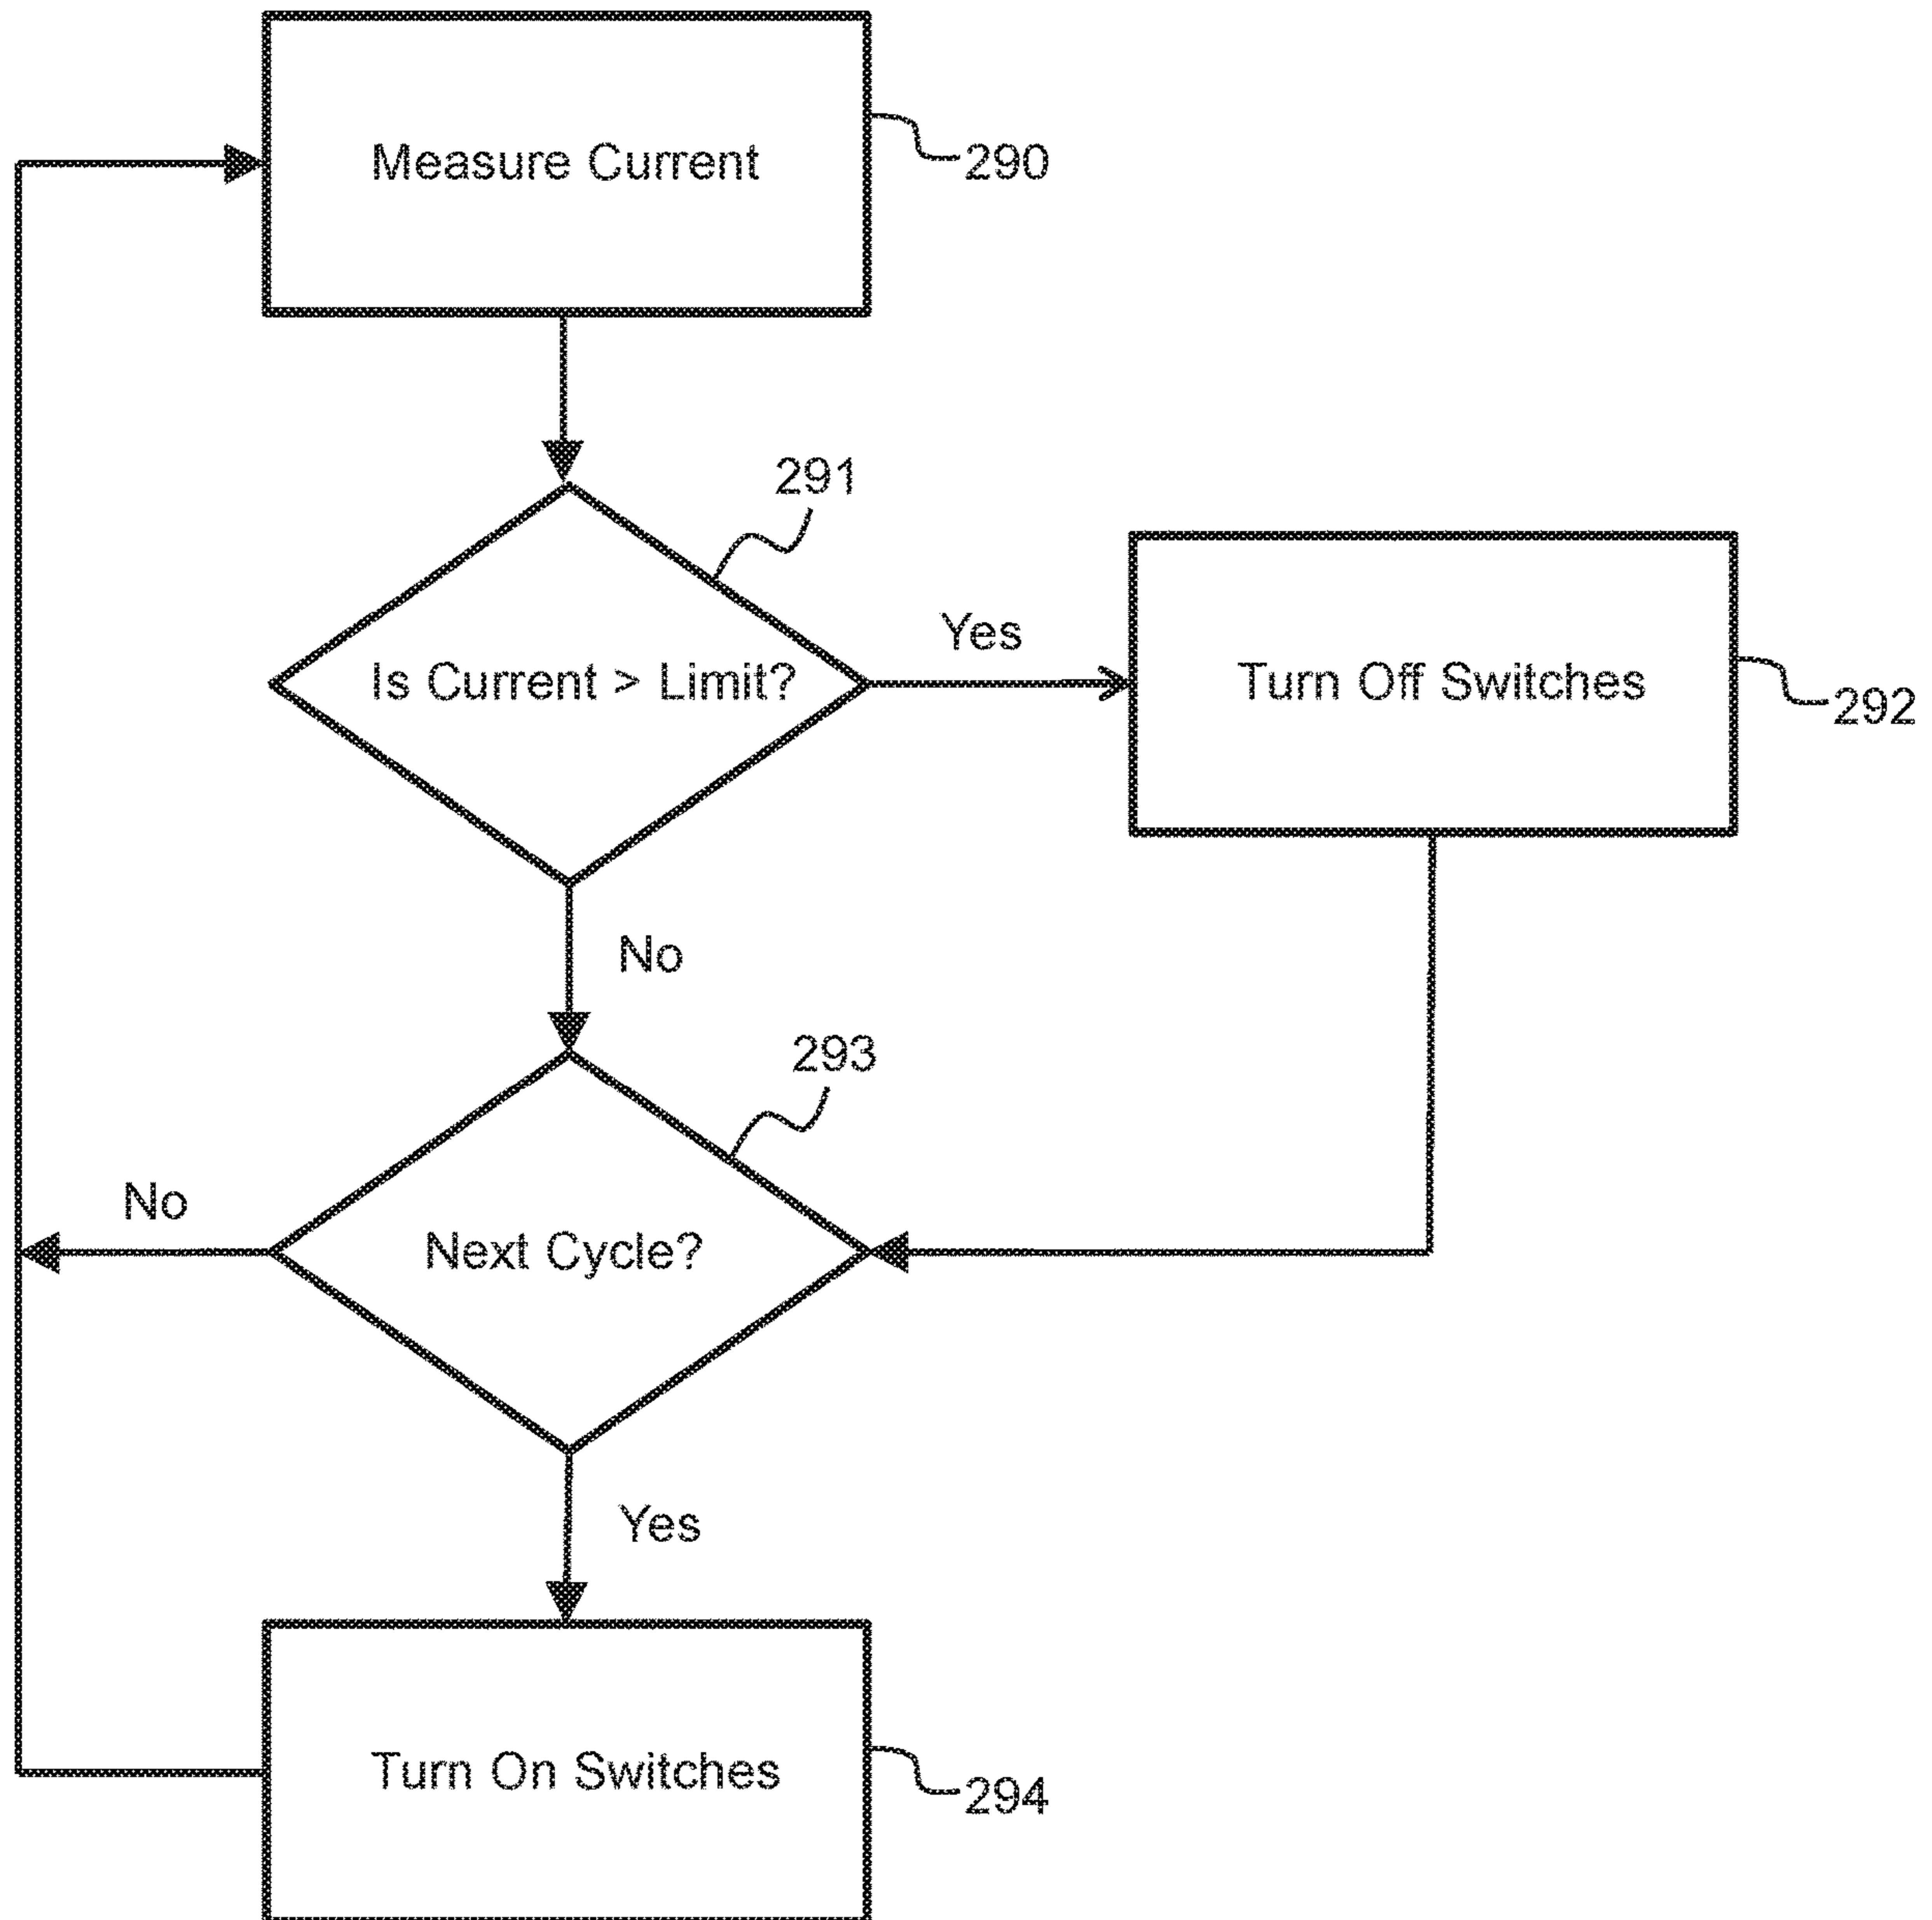 Measure Current
290
291
Is Current > Limit?
Yes
Turn Off Switches
292
No
293
No
Next Cycle?
Yes
Turn On Switches
294